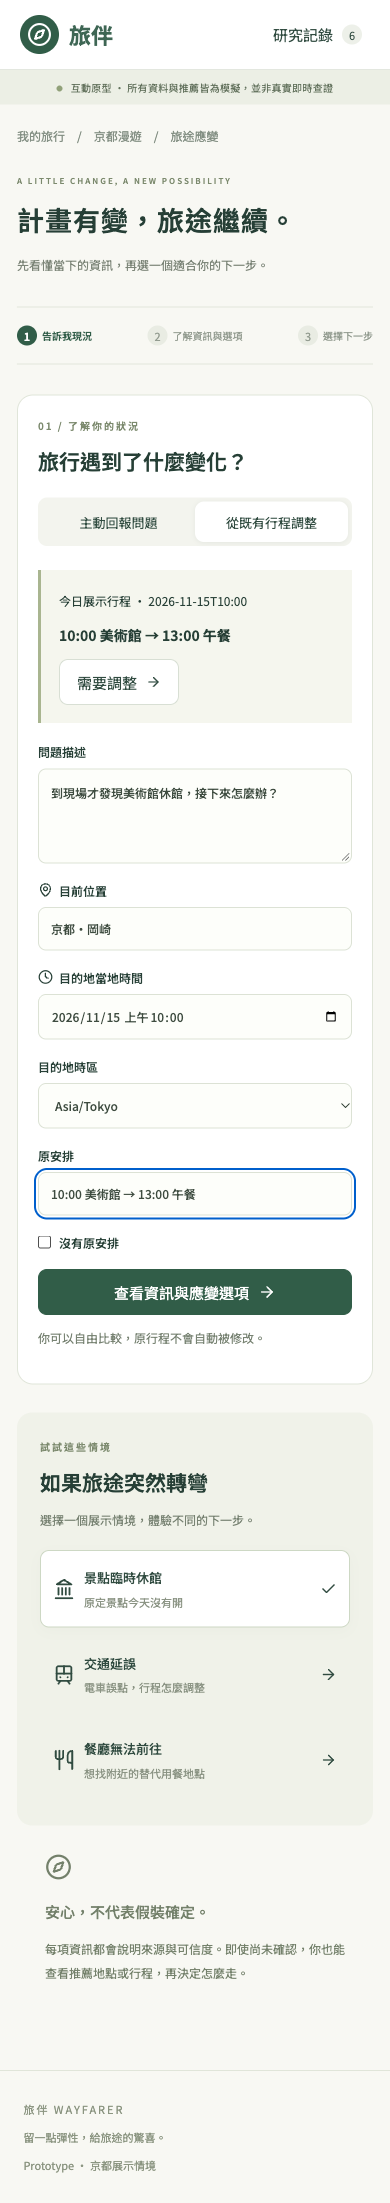 旅伴
研究記錄 6
互動原型 · 所有資料與推薦皆為模擬，並非真實即時查證
我的旅行 / 京都漫遊 / 旅途應變
A LITTLE CHANGE, A NEW POSSIBILITY
計畫有變，旅途繼續。
先看懂當下的資訊，再選一個適合你的下一步。
1 告訴我現況
2 了解資訊與選項
3 選擇下一步
01 / 了解你的狀況
旅行遇到了什麼變化？
主動回報問題
從既有行程調整
今日展示行程 · 2026-11-15T10:00
10:00 美術館 → 13:00 午餐
需要調整 →
問題描述
到現場才發現美術館休館，接下來怎麼辦？
目前位置
京都・岡崎
目的地當地時間
2026/11/15 上午10:00
目的地時區
Asia/Tokyo
原安排
10:00 美術館 → 13:00 午餐
沒有原安排
查看資訊與應變選項 →
你可以自由比較，原行程不會自動被修改。
試試這些情境
如果旅途突然轉彎
選擇一個展示情境，體驗不同的下一步。
景點臨時休館
原定景點今天沒有開
交通延誤
電車誤點，行程怎麼調整
餐廳無法前往
想找附近的替代用餐地點
安心，不代表假裝確定。
每項資訊都會說明來源與可信度。即使尚未確認，你也能
查看推薦地點或行程，再決定怎麼走。
旅伴 WAYFARER
留一點彈性，給旅途的驚喜。
Prototype · 京都展示情境